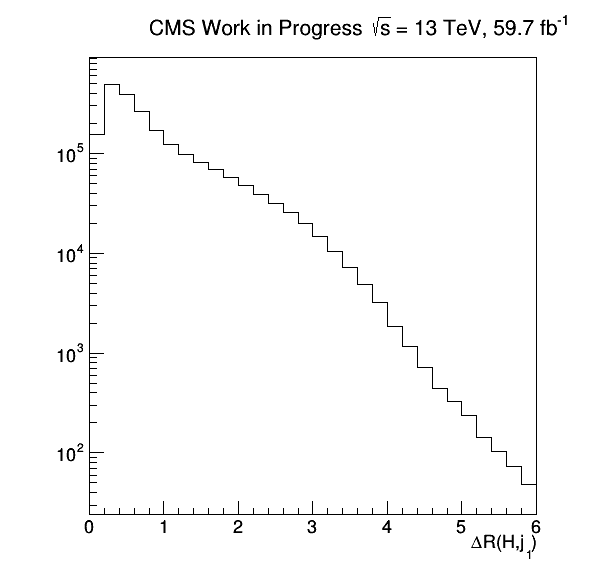 CMS Work in Progress √s = 13 TeV, 59.7 fb⁻¹
10⁵
10⁴
10³
10²
0 1 2 3 4 5 6
ΔR(H,j₁)